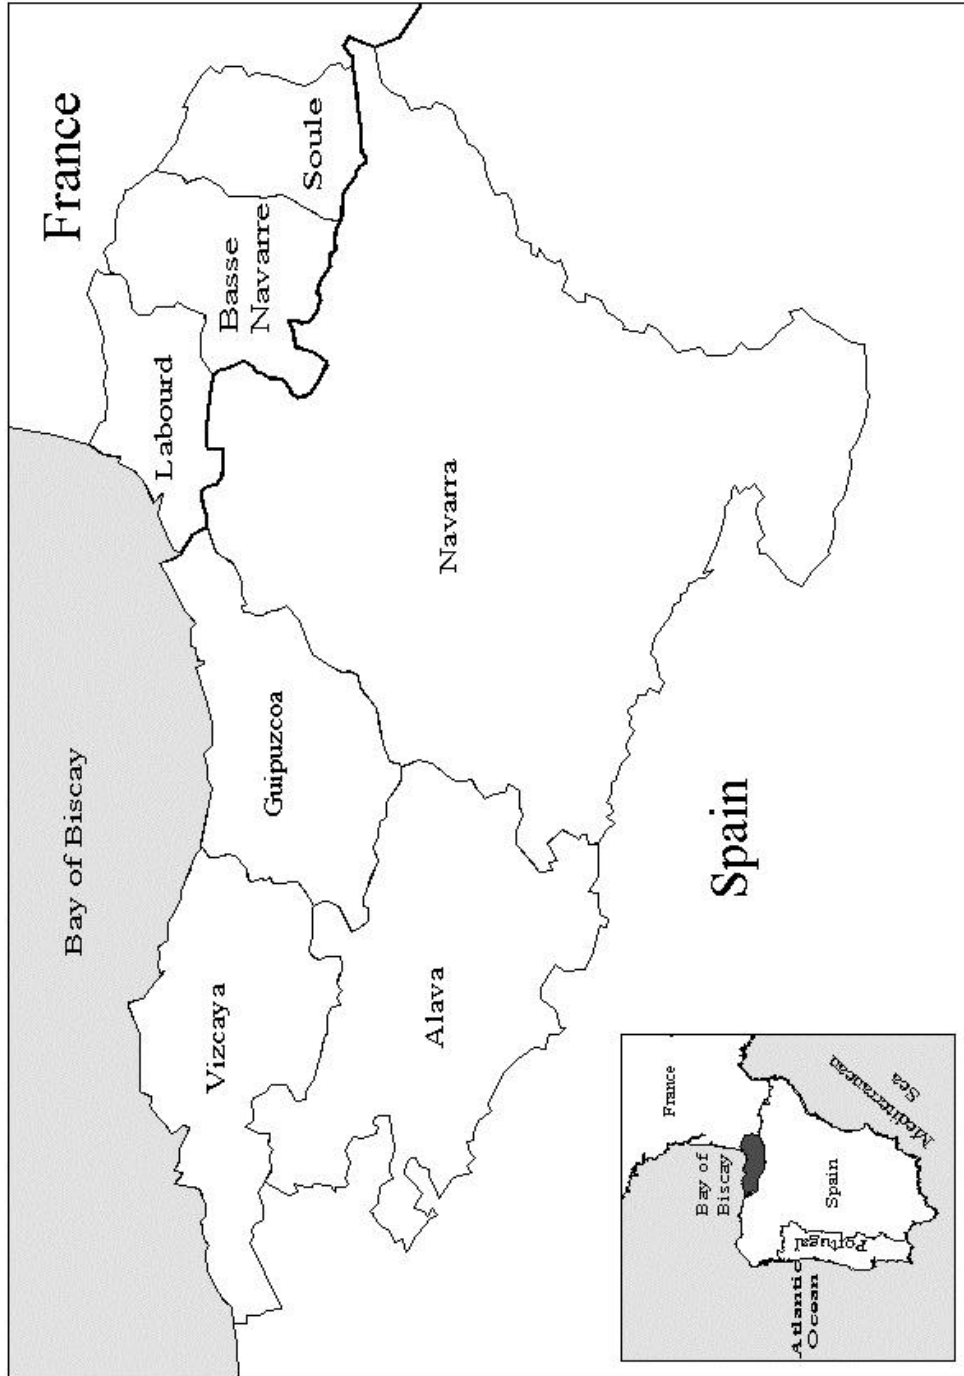 France
Bay of Biscay
Labourd
Basse
Navarre
Soule
Vizcaya
Guipuzcoa
Navarra
Alava
Spain
France
Bay of
Biscay
Spain
Portugal
Atlantic
Ocean
Mediterranean
Sea